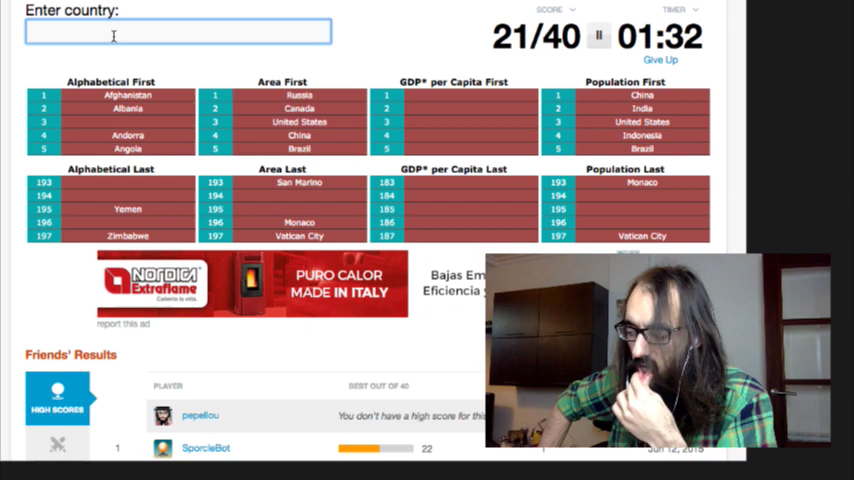 Enter country:
SCORE
TIMER
21/40
01:32
Give Up
Alphabetical First
1 Afghanistan
2 Albania
3
4 Andorra
5 Angola
Area First
1 Russia
2 Canada
3 United States
4 China
5 Brazil
GDP* per Capita First
1
2
3
4
5
Population First
1 China
2 India
3 United States
4 Indonesia
5 Brazil
Alphabetical Last
193
194
195 Yemen
196
197 Zimbabwe
Area Last
193 San Marino
194
195
196 Monaco
197 Vatican City
GDP* per Capita Last
183
184
185
186
187
Population Last
193 Monaco
194
195
196
197 Vatican City
NORDICA
Extraflame
Calienta la vida.
PURO CALOR
MADE IN ITALY
Bajas Em
Eficiencia y
report this ad
Friends' Results
HIGH SCORES
PLAYER
BEST OUT OF 40
pepellou
You don't have a high score for this
1 SporcleBot 22
Jun 12, 2015